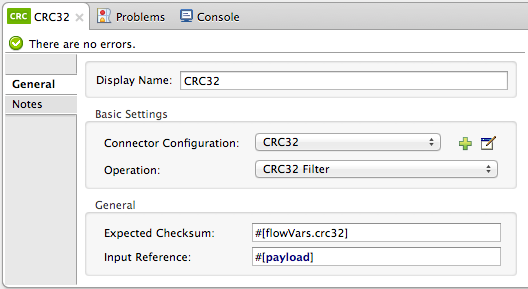 CRC CRC32 Problems Console
There are no errors.
General
Notes
Display Name: CRC32
Basic Settings
Connector Configuration: CRC32
Operation: CRC32 Filter
General
Expected Checksum: #[flowVars.crc32]
Input Reference: #[payload]